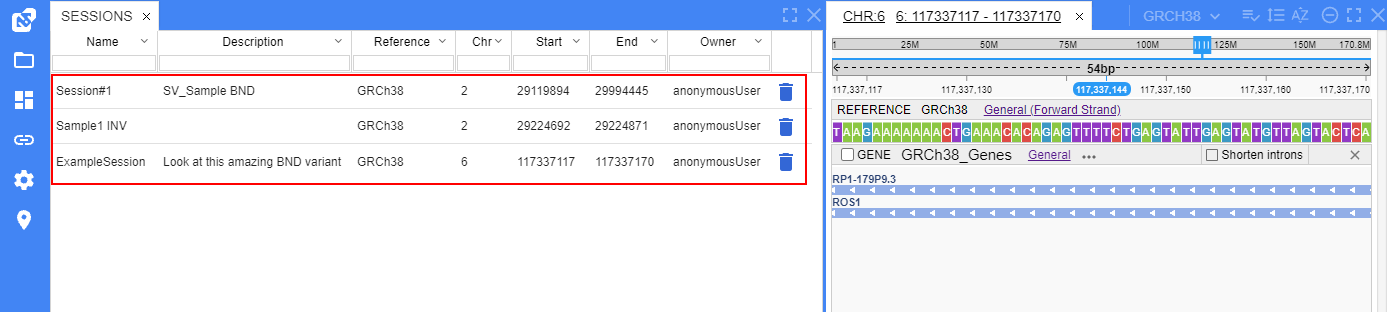 SESSIONS
Name Description Reference Chr Start End Owner
Session#1 SV_Sample BND GRCh38 2 29119894 29994445 anonymousUser
Sample1 INV GRCh38 2 29224692 29224871 anonymousUser
ExampleSession Look at this amazing BND variant GRCh38 6 117337117 117337170 anonymousUser
CHR:6 6: 117337117 - 117337170 GRCH38
1 25M 50M 75M 100M 125M 150M 170.8M
54bp
117,337,117 117,337,130 117,337,144 117,337,150 117,337,160 117,337,170
REFERENCE GRCh38 General (Forward Strand)
TAAGAAAAAAACTGAAACACAGAGTTTTCTGAGTATTGAGTATGTTAGTACTCA
GENE GRCh38_Genes General ... Shorten introns
RP1-179P9.3
ROS1